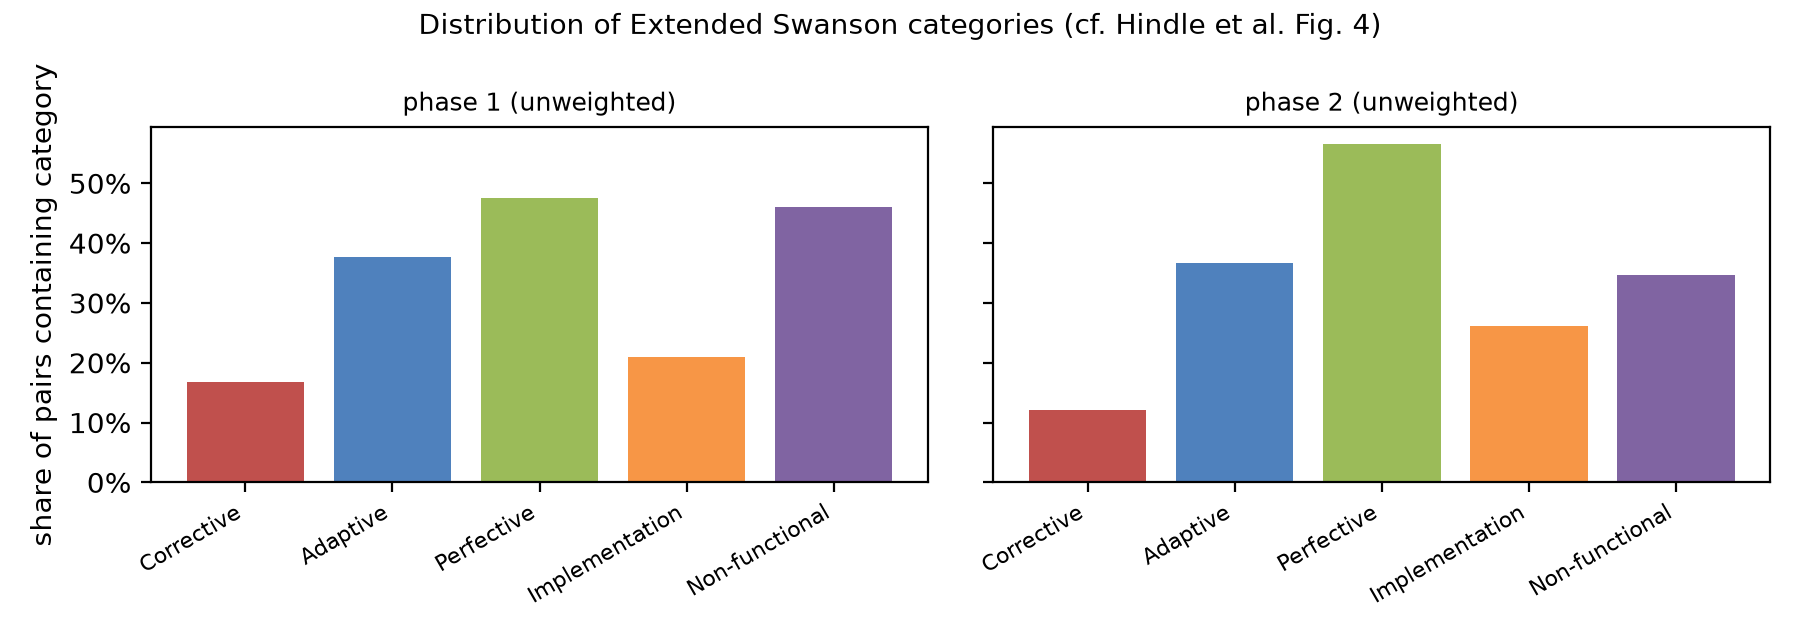 Distribution of Extended Swanson categories (cf. Hindle et al. Fig. 4)
share of pairs containing category
phase 1 (unweighted)
50%
40%
30%
20%
10%
0%
Corrective
Adaptive
Perfective
Implementation
Non-functional
phase 2 (unweighted)
Corrective
Adaptive
Perfective
Implementation
Non-functional